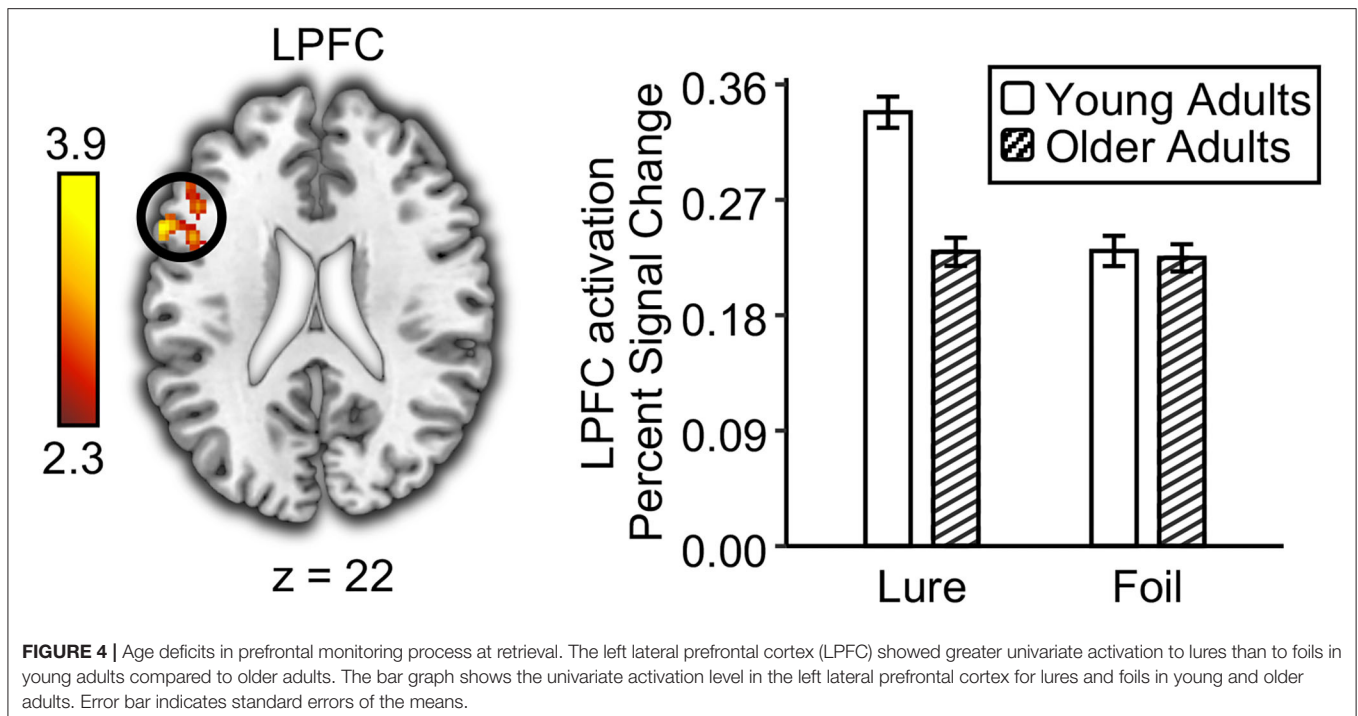 LPFC
3.9
2.3
z = 22
LPFC activation
Percent Signal Change
0.36
0.27
0.18
0.09
0.00
Young Adults
Older Adults
Lure Foil
FIGURE 4 | Age deficits in prefrontal monitoring process at retrieval. The left lateral prefrontal cortex (LPFC) showed greater univariate activation to lures than to foils in
young adults compared to older adults. The bar graph shows the univariate activation level in the left lateral prefrontal cortex for lures and foils in young and older
adults. Error bar indicates standard errors of the means.